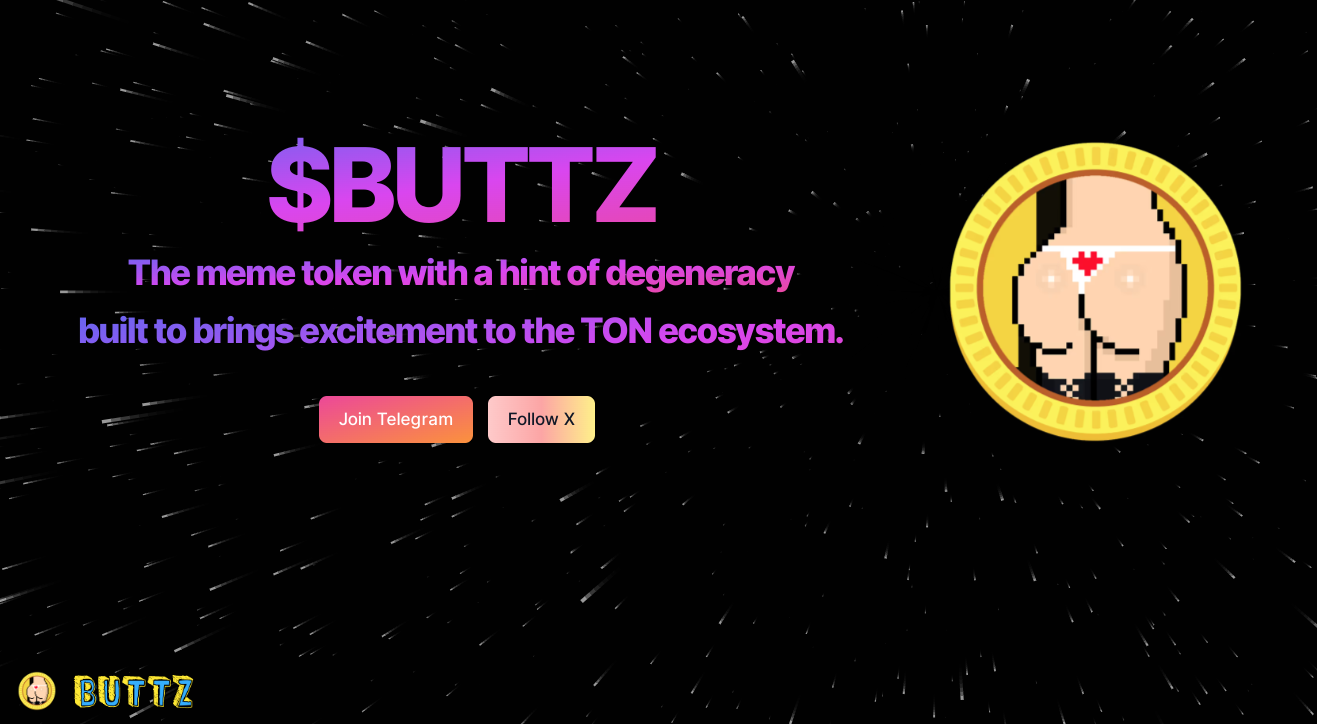 $BUTTZ
The meme token with a hint of degeneracy
built to brings excitement to the TON ecosystem.
Join Telegram
Follow X
BUTTZ